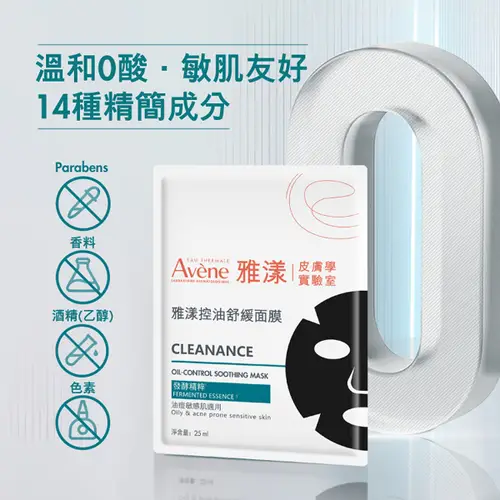 溫和0酸・敏肌友好
14種精簡成分
Parabens
香料
酒精(乙醇)
色素
EAU THERMALE
Avène 雅漾
皮膚學
實驗室
雅漾控油舒緩面膜
CLEANANCE
OIL-CONTROL SOOTHING MASK
發酵精粹
FERMENTED ESSENCE
油痘敏感肌適用
Oily & acne prone sensitive skin
淨含量: 25 ml